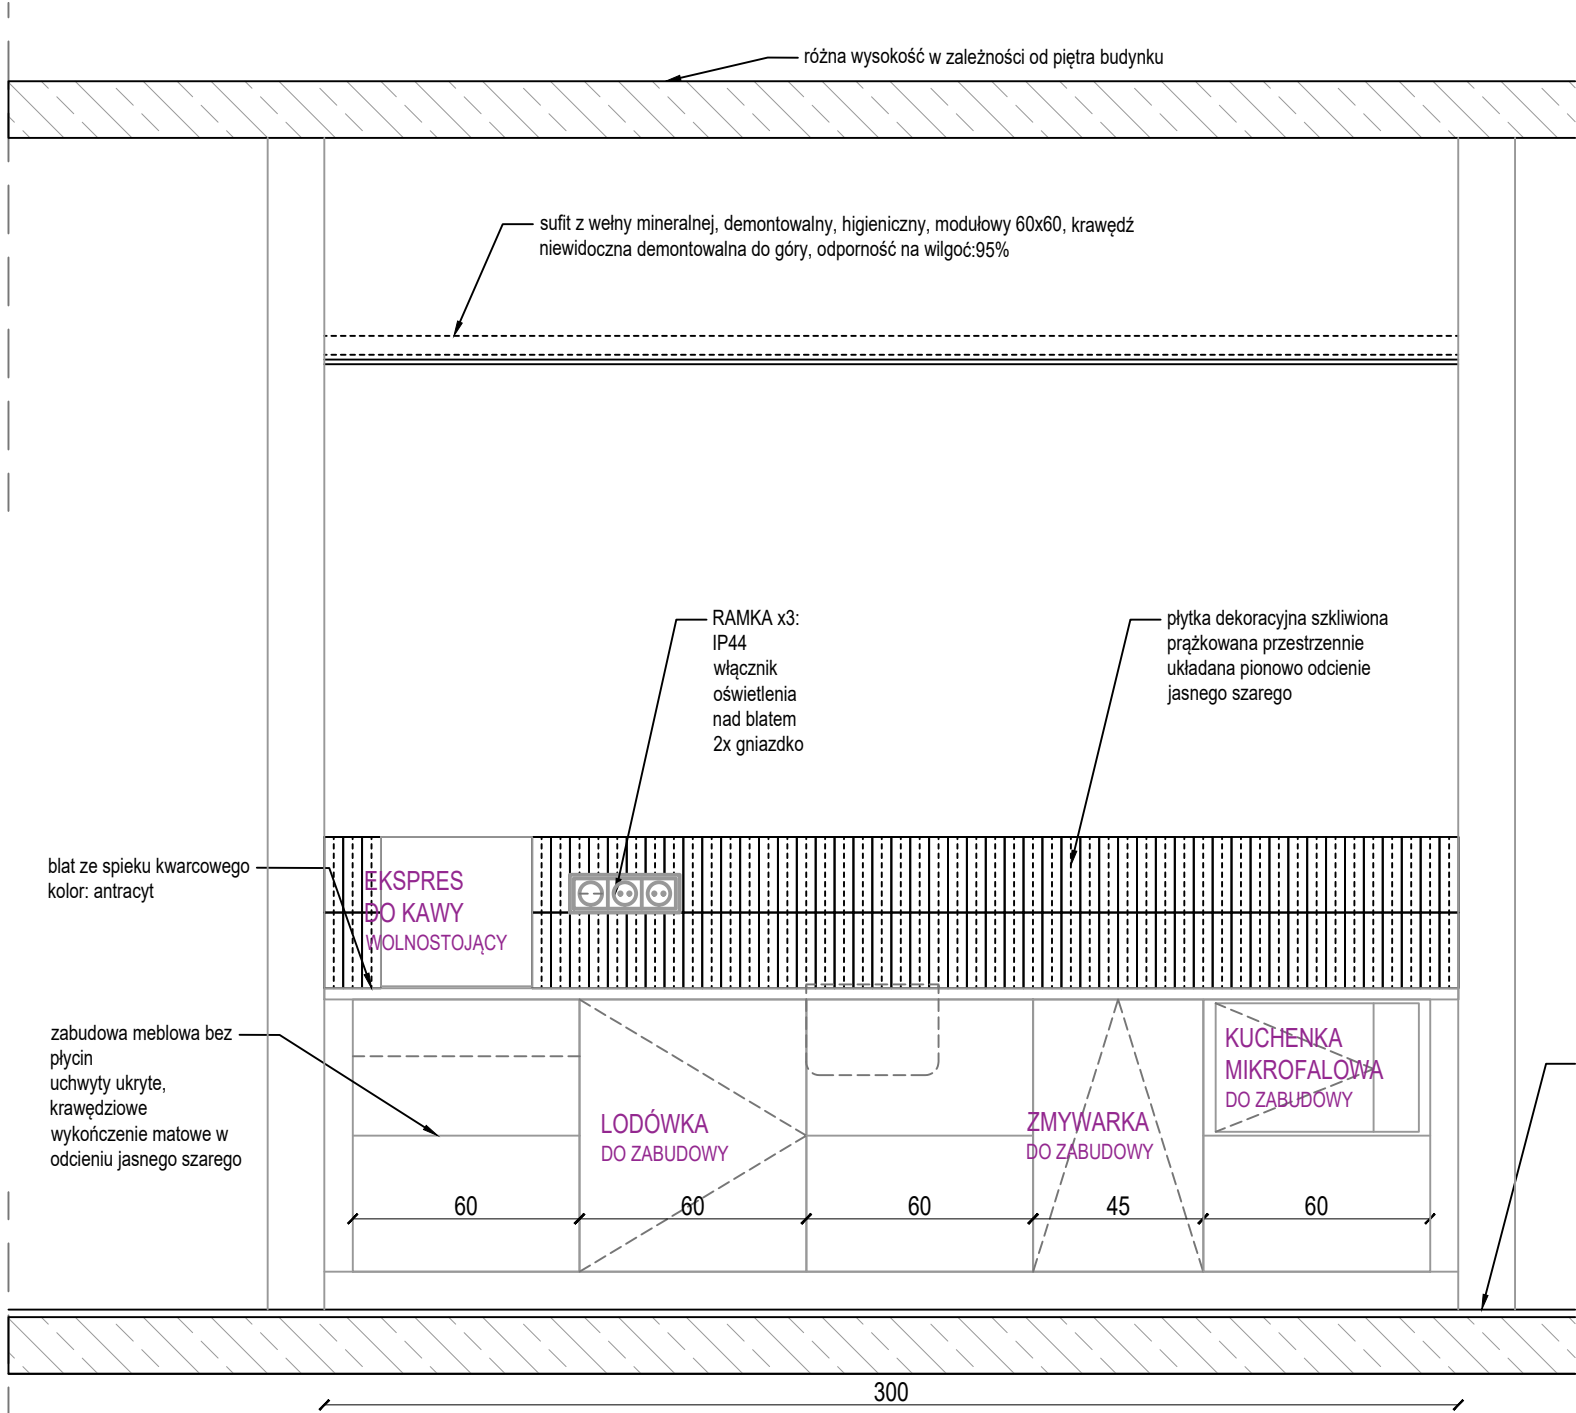 różna wysokość w zależności od piętra budynku
sufit z wełny mineralnej, demontowalny, higieniczny, modułowy 60x60, krawędź
niewidoczna demontowalna do góry, odporność na wilgoć:95%
RAMKA x3:
IP44
włącznik
oświetlenia
nad blatem
2x gniazdko
płytka dekoracyjna szkliwiona
prążkowana przestrzennie
układana pionowo odcienie
jasnego szarego
blat ze spieku kwarcowego
kolor: antracyt
EKSPRES
DO KAWY
WOLNOSTOJĄCY
zabudowa meblowa bez
płycin
uchwyty ukryte,
krawędziowe
wykończenie matowe w
odcieniu jasnego szarego
LODÓWKA
DO ZABUDOWY
ZMYWARKA
DO ZABUDOWY
KUCHENKA
MIKROFALOWA
DO ZABUDOWY
60
60
60
45
60
300